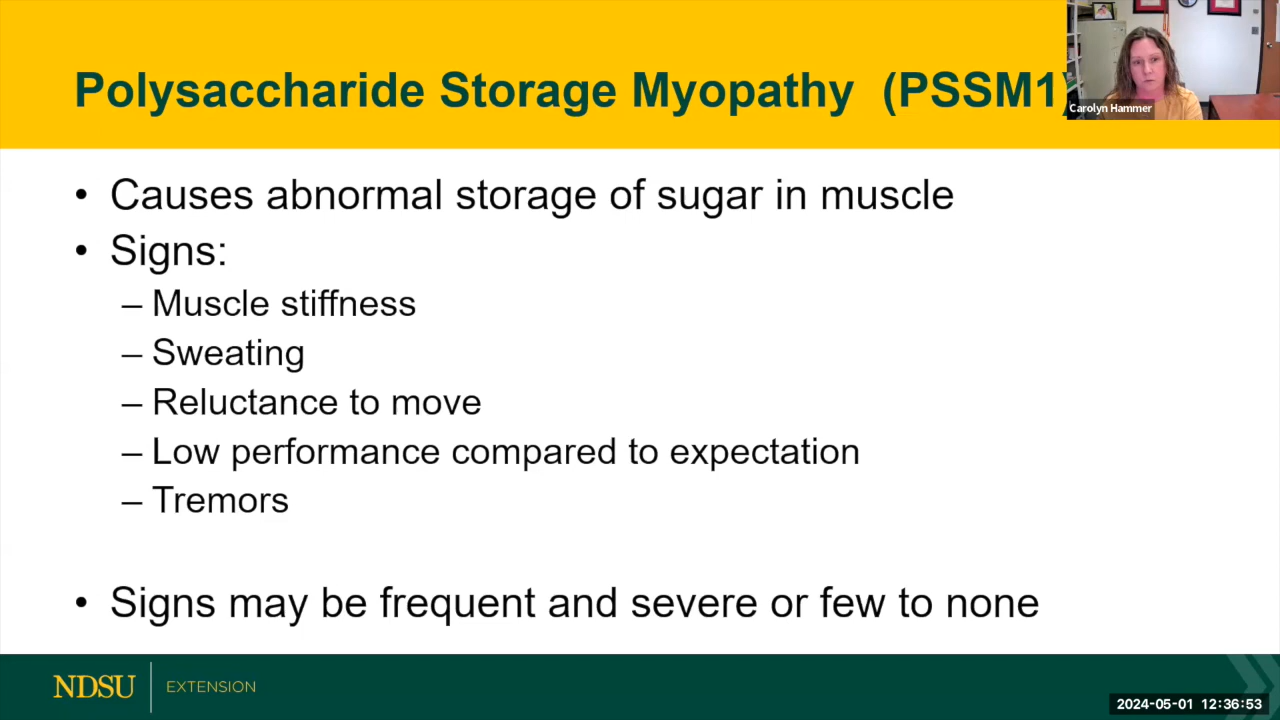 Polysaccharide Storage Myopathy (PSSM1)
Carolyn Hammer
• Causes abnormal storage of sugar in muscle
• Signs:
– Muscle stiffness
– Sweating
– Reluctance to move
– Low performance compared to expectation
– Tremors
• Signs may be frequent and severe or few to none
NDSU EXTENSION
2024-05-01 12:36:53